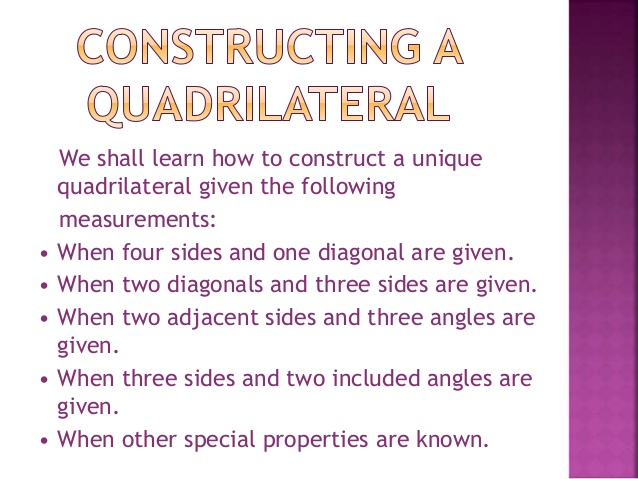 CONSTRUCTING A
QUADRILATERAL
We shall learn how to construct a unique
quadrilateral given the following
measurements:
• When four sides and one diagonal are given.
• When two diagonals and three sides are given.
• When two adjacent sides and three angles are
given.
• When three sides and two included angles are
given.
• When other special properties are known.